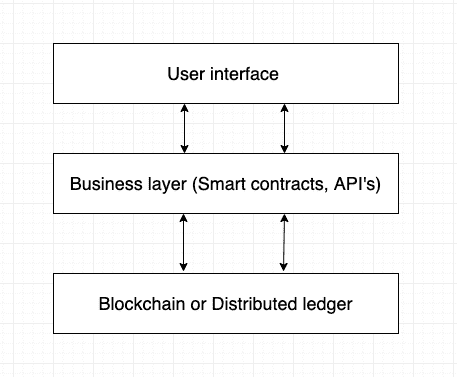 User interface
Business layer (Smart contracts, API's)
Blockchain or Distributed ledger